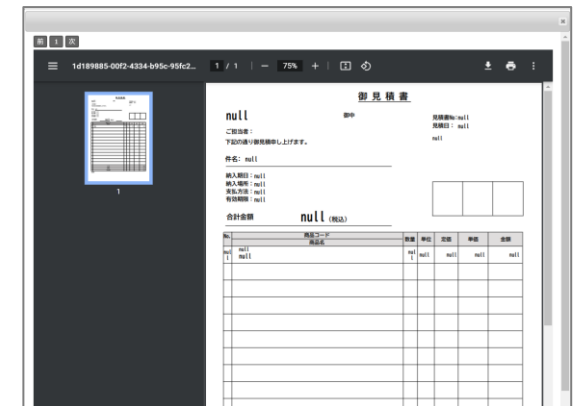 前 1 次
1d189885-00f2-4334-b95c-95fc2... 1 / 1 75%
1
御見積書
null 御中
見積書No:null
見積日： null
ご担当者：
下記の通り御見積申し上げます。
null
件名： null
納入期日：null
納入場所：null
支払方法：null
有効期限：null
合計金額 null (税込)
No. 商品コード 商品名 数量 単位 定価 単価 金額
null null null null null null null null